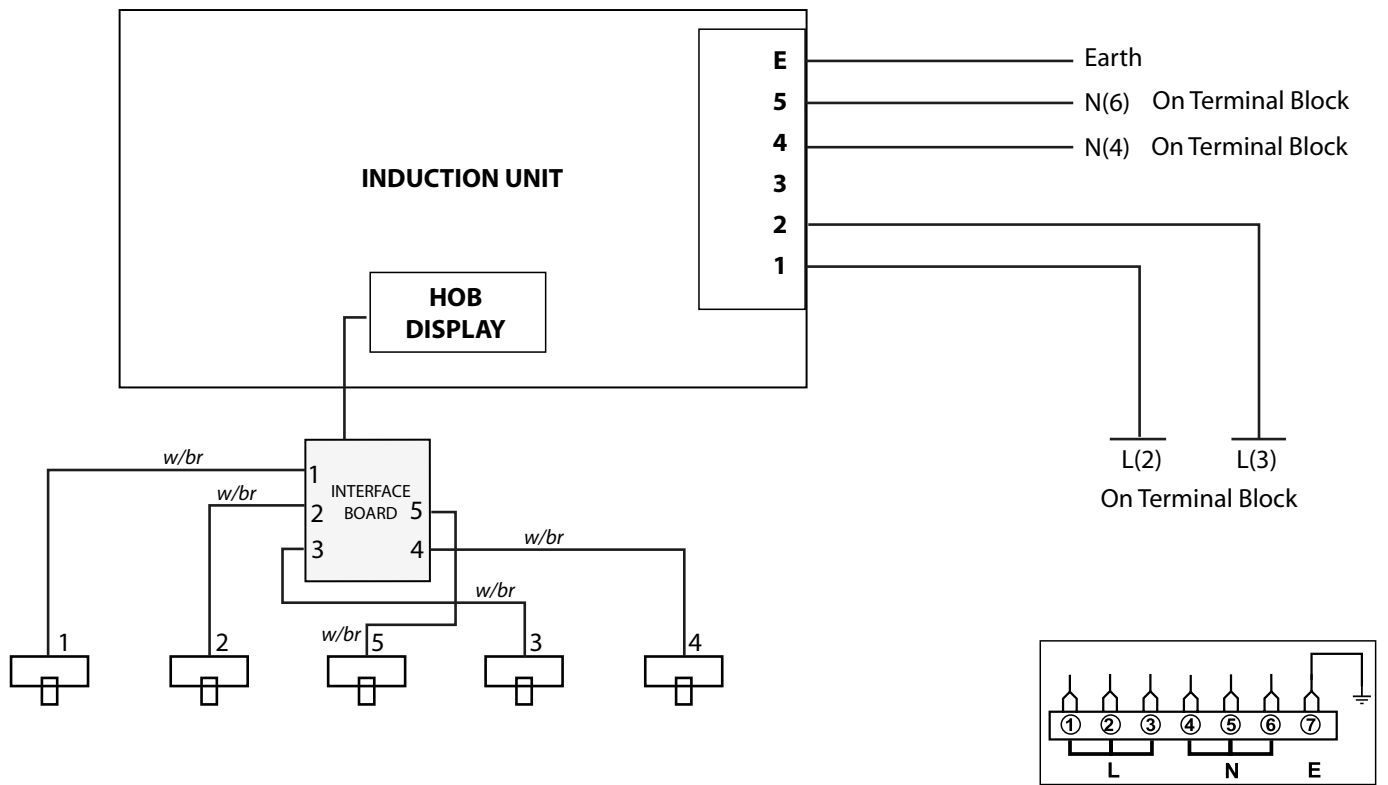 E
Earth
5
N(6) On Terminal Block
4
N(4) On Terminal Block
INDUCTION UNIT
3
2
1
HOB
DISPLAY
L(2)
L(3)
On Terminal Block
w/br
1
w/br
INTERFACE
2
BOARD
5
3
4
w/br
w/br
w/br
1
2
5
3
4
1 2 3 4 5 6 7
L N E